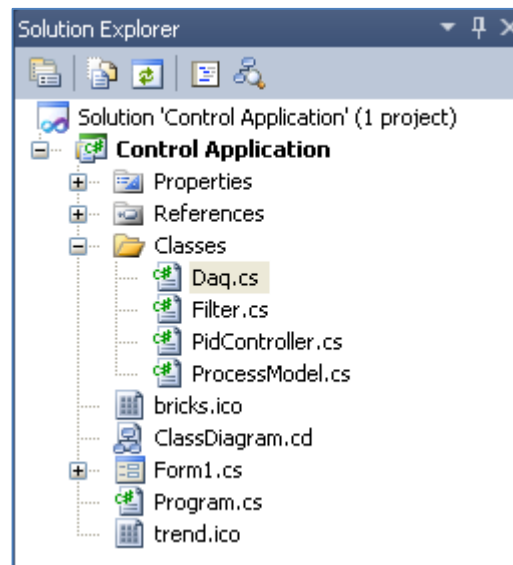 Solution Explorer
Solution 'Control Application' (1 project)
Control Application
Properties
References
Classes
Daq.cs
Filter.cs
PidController.cs
ProcessModel.cs
bricks.ico
ClassDiagram.cd
Form1.cs
Program.cs
trend.ico